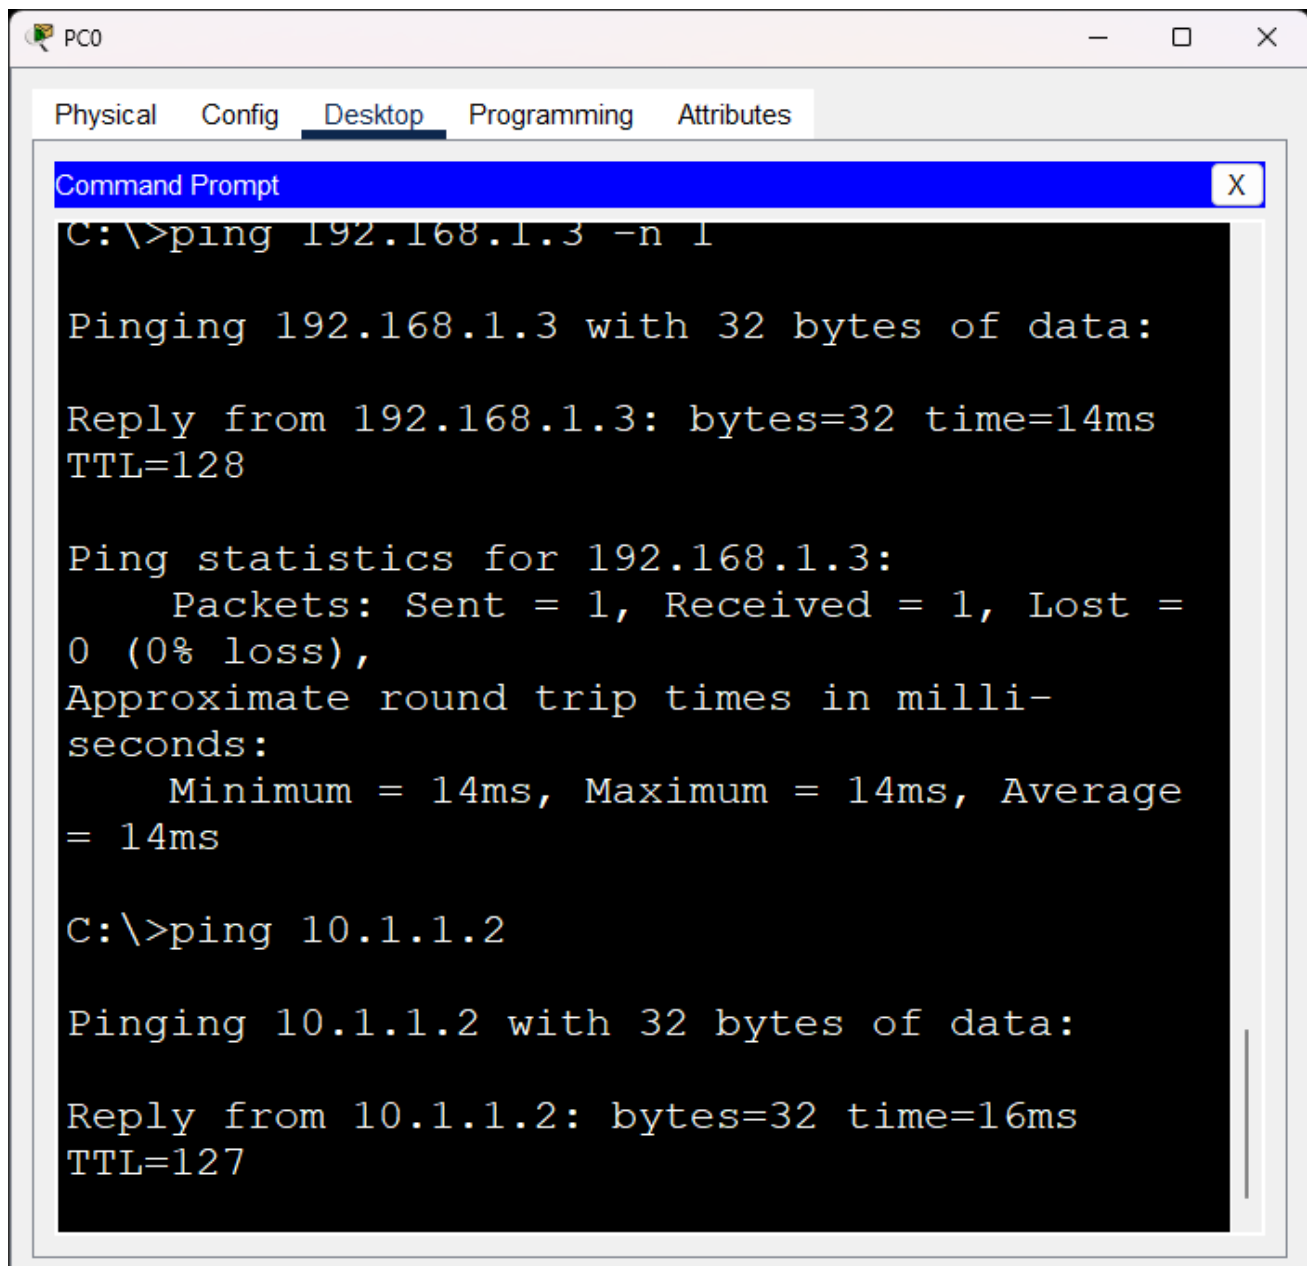 PC0
Physical Config Desktop Programming Attributes
Command Prompt X
C:\>ping 192.168.1.3 -n 1
Pinging 192.168.1.3 with 32 bytes of data:
Reply from 192.168.1.3: bytes=32 time=14ms
TTL=128
Ping statistics for 192.168.1.3:
    Packets: Sent = 1, Received = 1, Lost =
0 (0% loss),
Approximate round trip times in milli-
seconds:
    Minimum = 14ms, Maximum = 14ms, Average
= 14ms
C:\>ping 10.1.1.2
Pinging 10.1.1.2 with 32 bytes of data:
Reply from 10.1.1.2: bytes=32 time=16ms
TTL=127